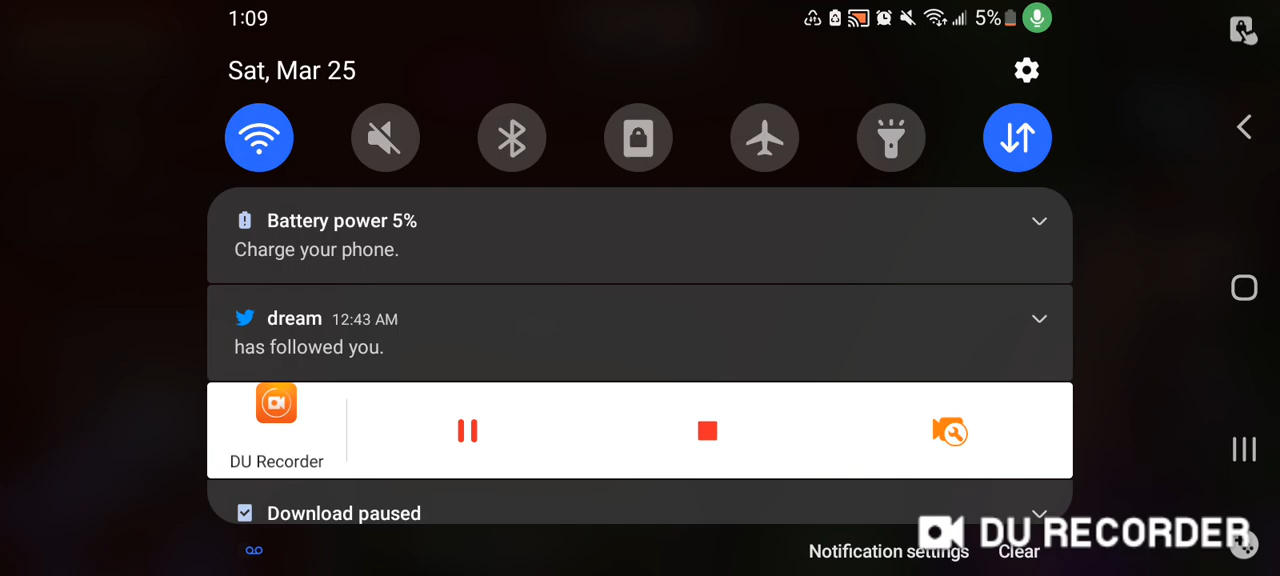 1:09
5%
Sat, Mar 25
Battery power 5%
Charge your phone.
dream 12:43 AM
has followed you.
DU Recorder
Download paused
Notification settings Clear
DU RECORDER